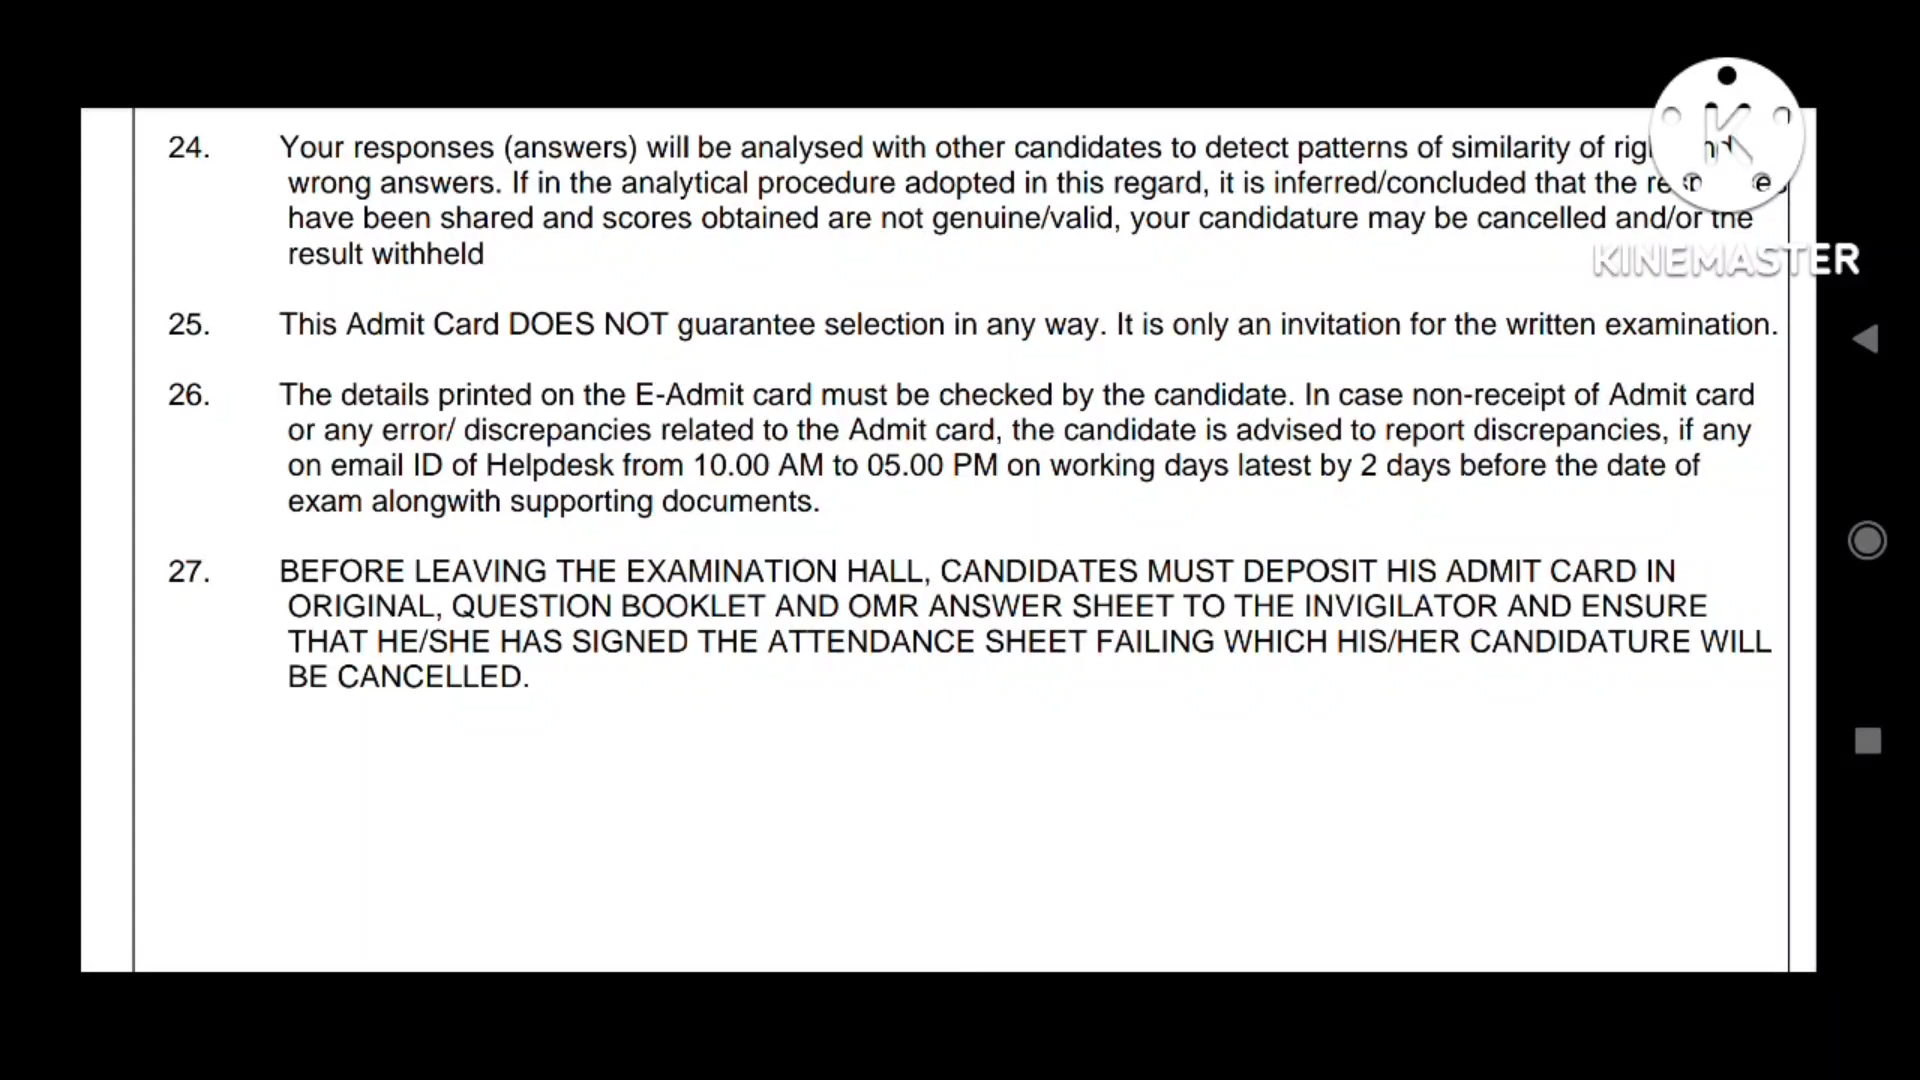 24. Your responses (answers) will be analysed with other candidates to detect patterns of similarity of
wrong answers. If in the analytical procedure adopted in this regard, it is inferred/concluded that the
have been shared and scores obtained are not genuine/valid, your candidature may be cancelled and/or the
result withheld
25. This Admit Card DOES NOT guarantee selection in any way. It is only an invitation for the written examination.
26. The details printed on the E-Admit card must be checked by the candidate. In case non-receipt of Admit card
or any error/ discrepancies related to the Admit card, the candidate is advised to report discrepancies, if any
on email ID of Helpdesk from 10.00 AM to 05.00 PM on working days latest by 2 days before the date of
exam alongwith supporting documents.
27. BEFORE LEAVING THE EXAMINATION HALL, CANDIDATES MUST DEPOSIT HIS ADMIT CARD IN
ORIGINAL, QUESTION BOOKLET AND OMR ANSWER SHEET TO THE INVIGILATOR AND ENSURE
THAT HE/SHE HAS SIGNED THE ATTENDANCE SHEET FAILING WHICH HIS/HER CANDIDATURE WILL
BE CANCELLED.
K
KINEMASTER